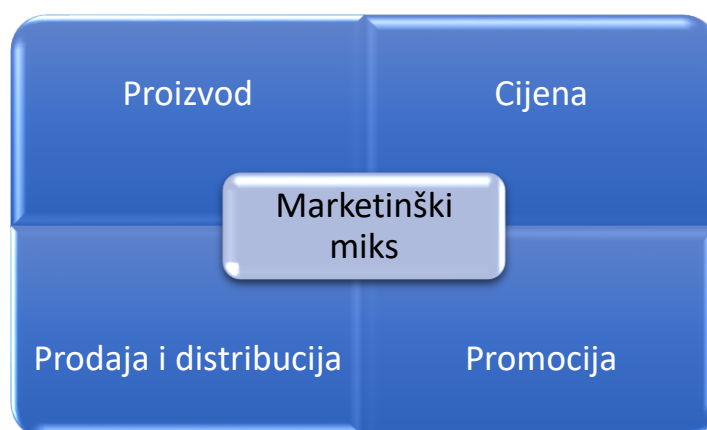 Proizvod
Cijena
Marketinški
miks
Prodaja i distribucija
Promocija